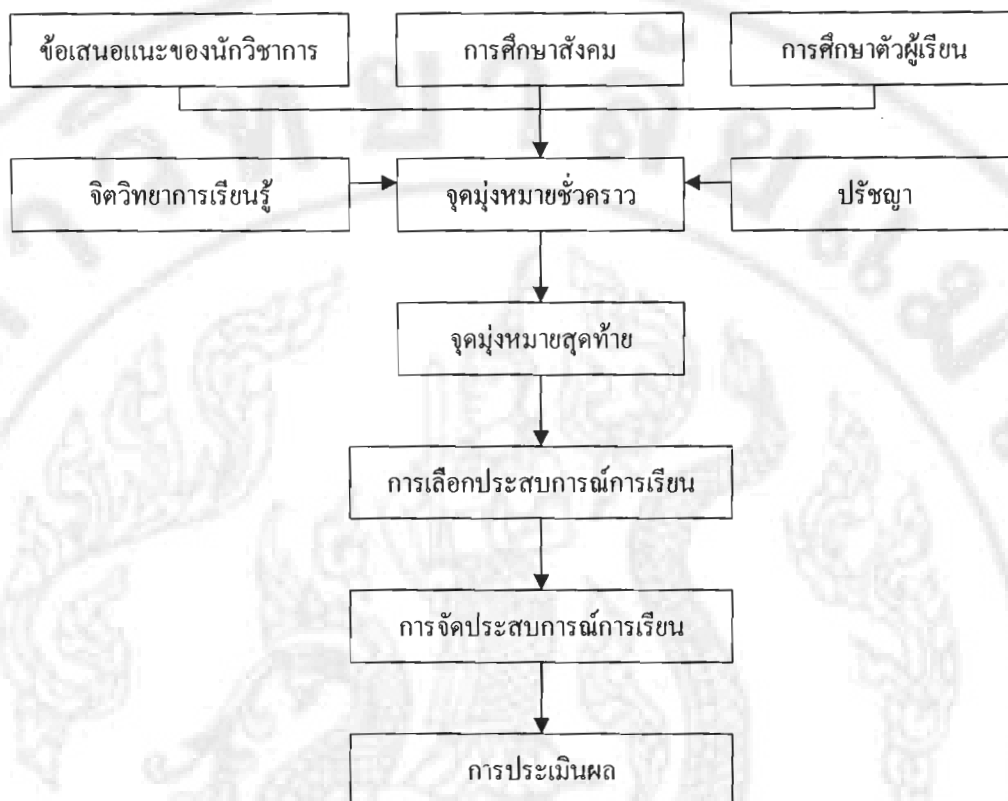 ข้อเสนอแนะของนักวิชาการ
การศึกษาสังคม
การศึกษาตัวผู้เรียน
จิตวิทยาการเรียนรู้
จุดมุ่งหมายชั่วคราว
ปรัชญา
จุดมุ่งหมายสุดท้าย
การเลือกประสบการณ์การเรียน
การจัดประสบการณ์การเรียน
การประเมินผล